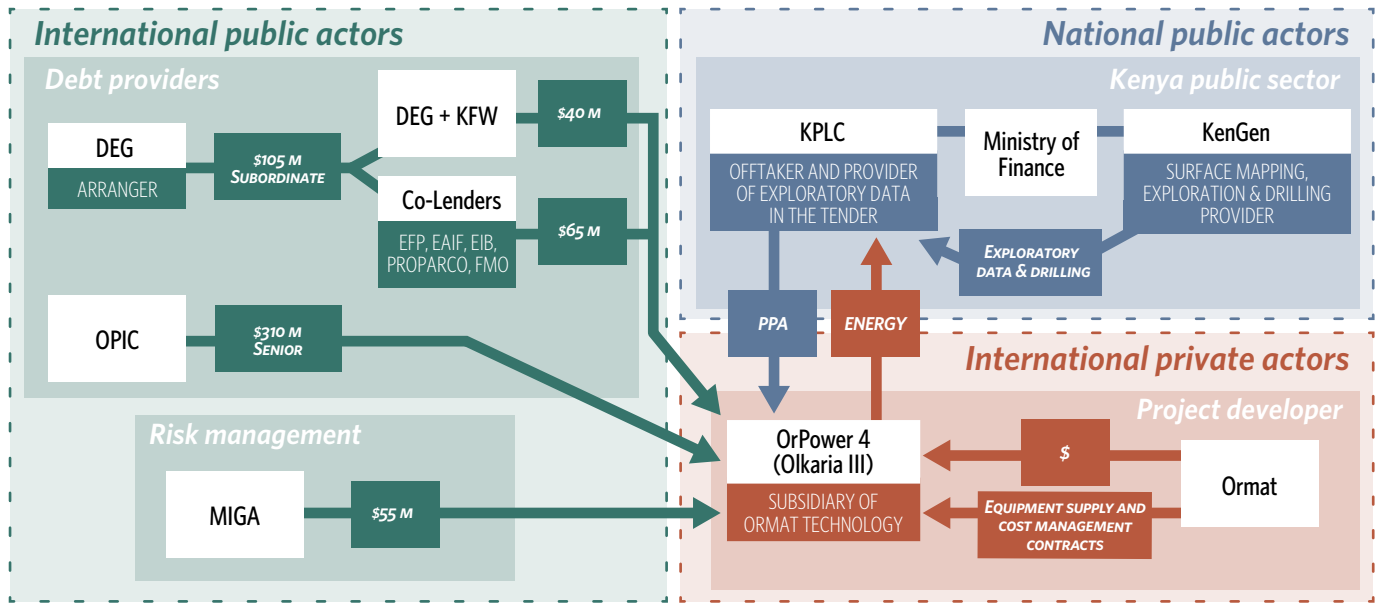 International public actors
Debt providers
DEG
ARRANGER
$105 M
Subordinate
DEG + KFW
$40 M
Co-Lenders
EFP, EAIF, EIB,
PROPARCO, FMO
$65 M
OPIC
$310 M
Senior
Risk management
MIGA
$55 M
National public actors
Kenya public sector
KPLC
OFFTAKER AND PROVIDER
OF EXPLORATORY DATA
IN THE TENDER
Ministry of
Finance
KenGen
SURFACE MAPPING,
EXPLORATION & DRILLING
PROVIDER
Exploratory
data & drilling
PPA
ENERGY
International private actors
Project developer
OrPower 4
(Olkaria III)
SUBSIDIARY OF
ORMAT TECHNOLOGY
$
Equipment supply and
cost management
contracts
Ormat